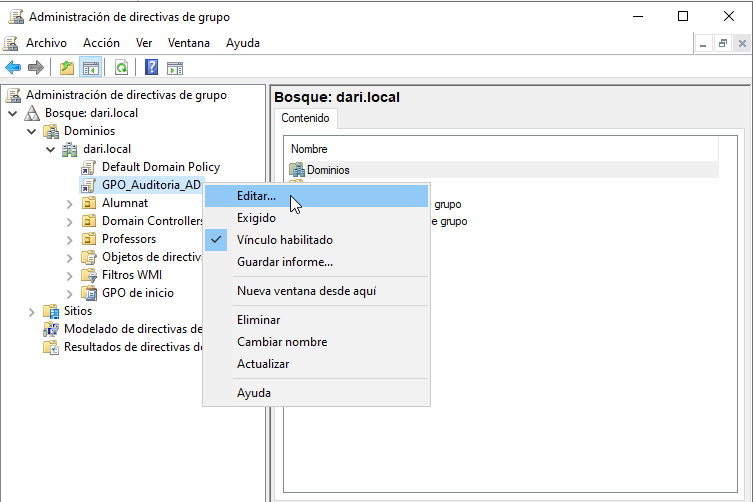 Administración de directivas de grupo
Archivo Acción Ver Ventana Ayuda
Administración de directivas de grupo
Bosque: dari.local
Dominios
dari.local
Default Domain Policy
GPO_Auditoria_AD
Alumnat
Domain Controllers
Professors
Objetos de directiva
Filtros WMI
GPO de inicio
Sitios
Modelado de directivas de
Resultados de directivas de
Editar...
Exigido
Vínculo habilitado
Guardar informe...
Nueva ventana desde aquí
Eliminar
Cambiar nombre
Actualizar
Ayuda
Bosque: dari.local
Contenido
Nombre
Dominios
grupo
e grupo